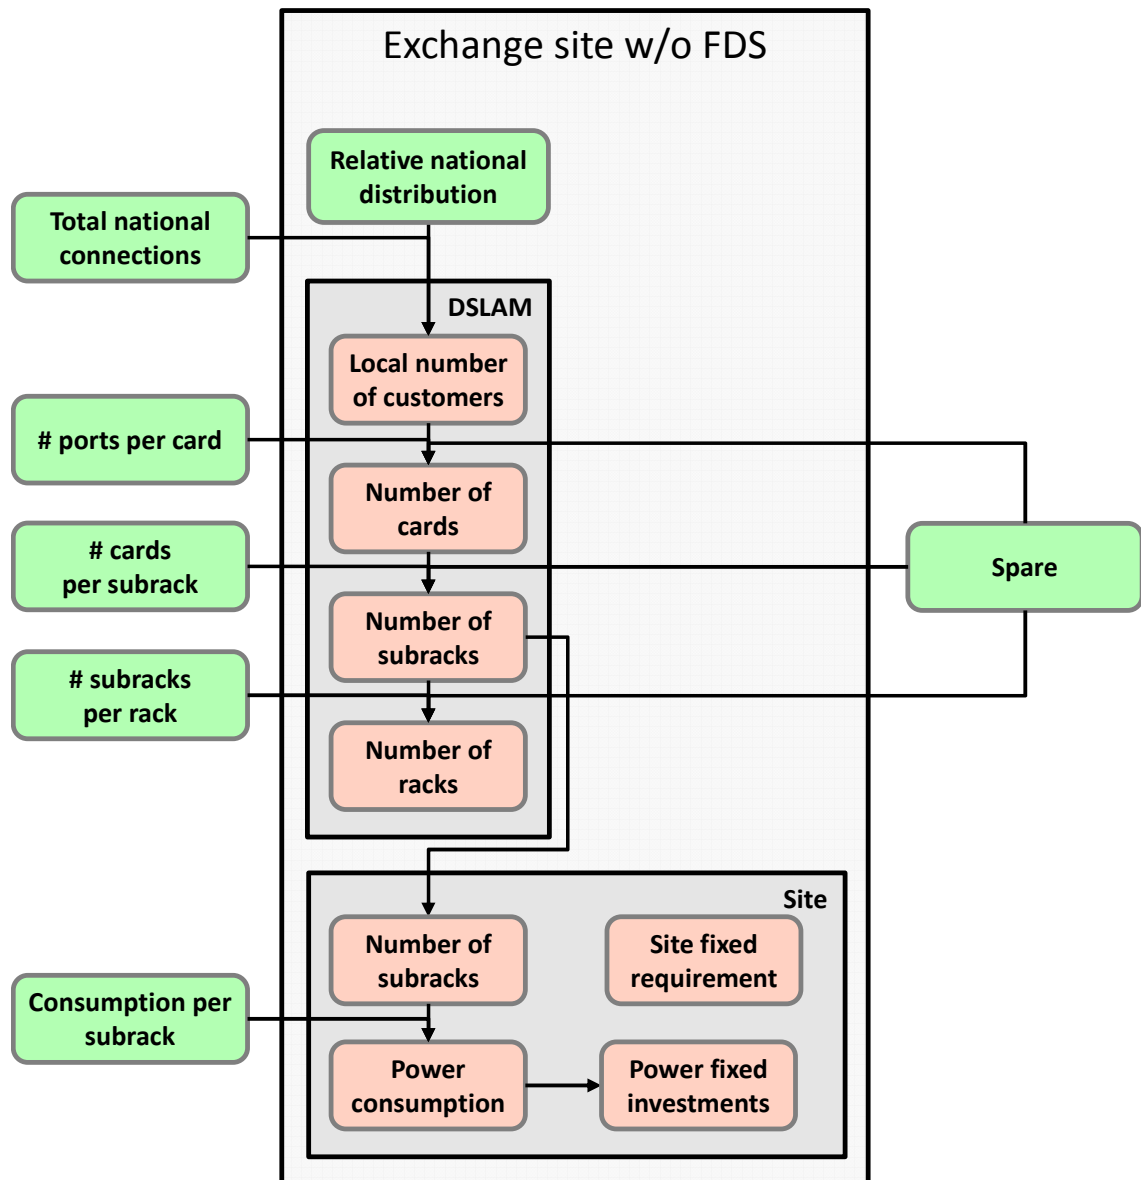 Exchange site w/o FDS
Relative national
distribution
Total national
connections
DSLAM
Local number
of customers
# ports per card
Number of
cards
# cards
per subrack
Spare
Number of
subracks
# subracks
per rack
Number of
racks
Site
Number of
subracks
Site fixed
requirement
Consumption per
subrack
Power
consumption
Power fixed
investments